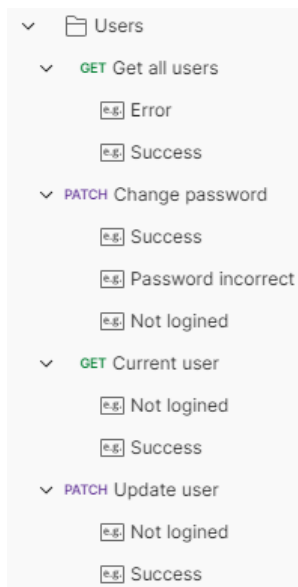 Users
GET Get all users
e.g. Error
e.g. Success
PATCH Change password
e.g. Success
e.g. Password incorrect
e.g. Not logined
GET Current user
e.g. Not logined
e.g. Success
PATCH Update user
e.g. Not logined
e.g. Success